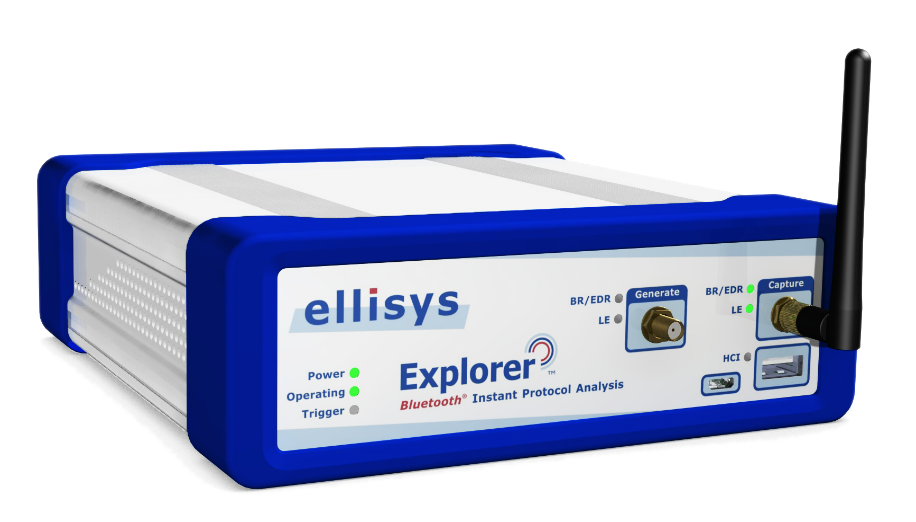 ellisys
BR/EDR
LE
Generate
BR/EDR
LE
Capture
HCI
Power
Operating
Trigger
Explorer™
Bluetooth® Instant Protocol Analysis